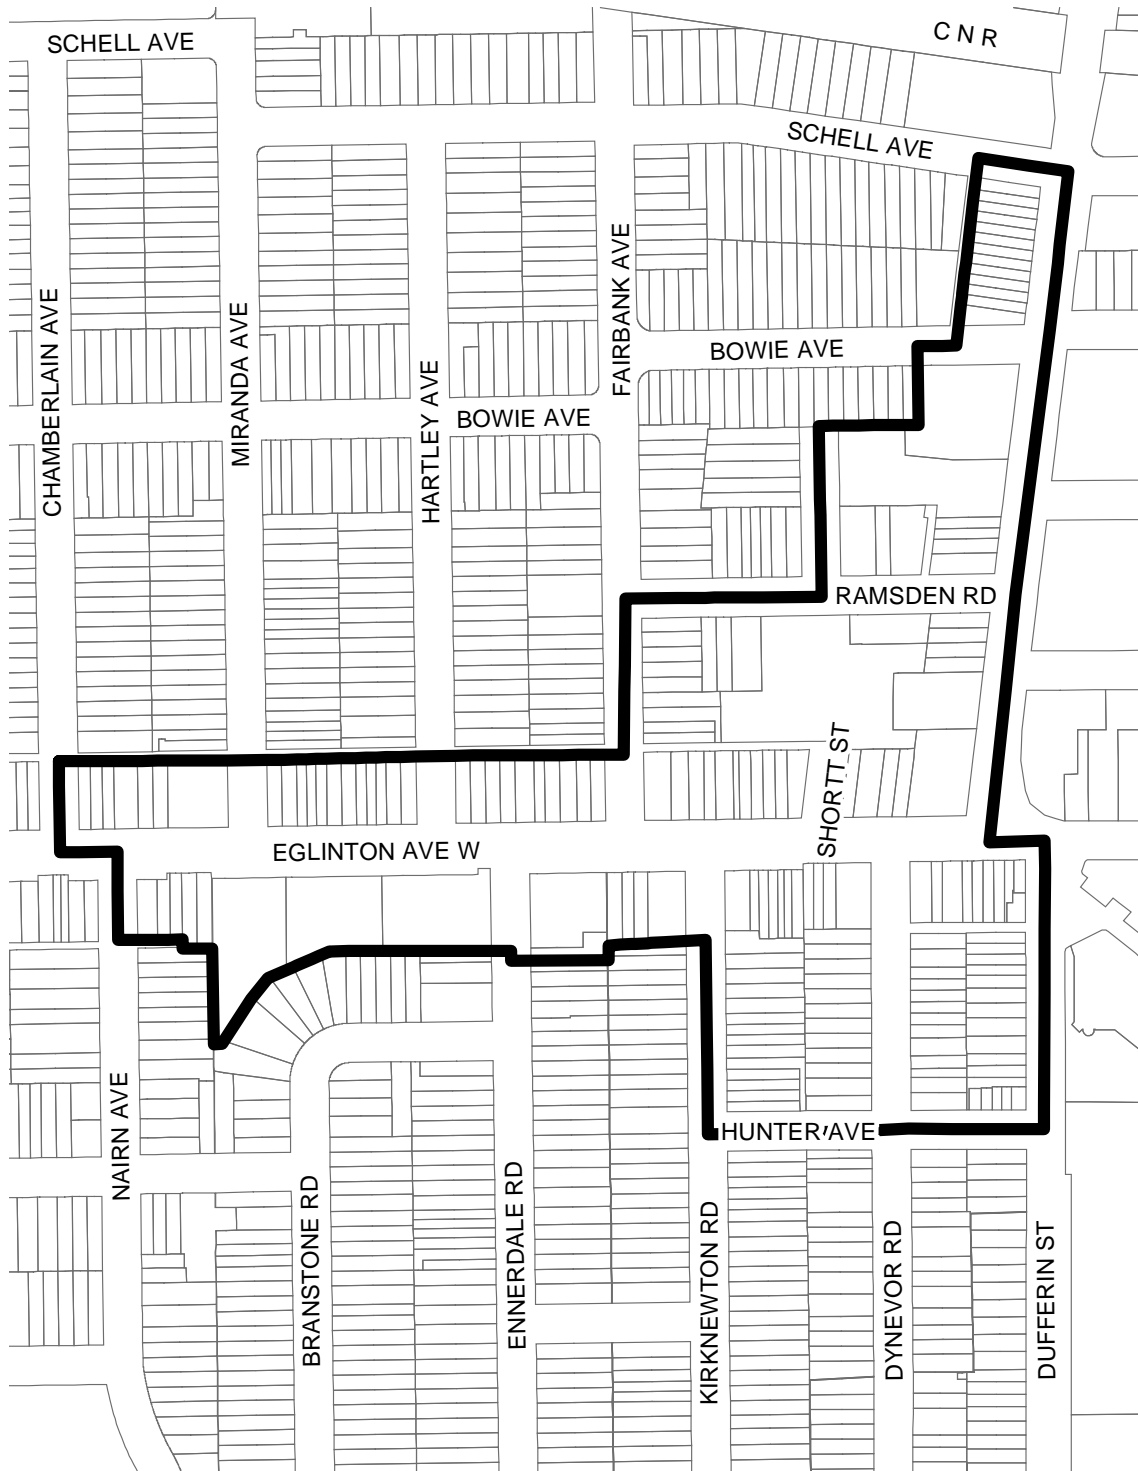 SCHELL AVE
C N R
SCHELL AVE
CHAMBERLAIN AVE
MIRANDA AVE
HARTLEY AVE
FAIRBANK AVE
BOWIE AVE
BOWIE AVE
RAMSDEN RD
SHORTT ST
EGLINTON AVE W
NAIRN AVE
HUNTER AVE
BRANSTONE RD
ENNERDALE RD
KIRKNEWTON RD
DYNEVOR RD
DUFFERIN ST